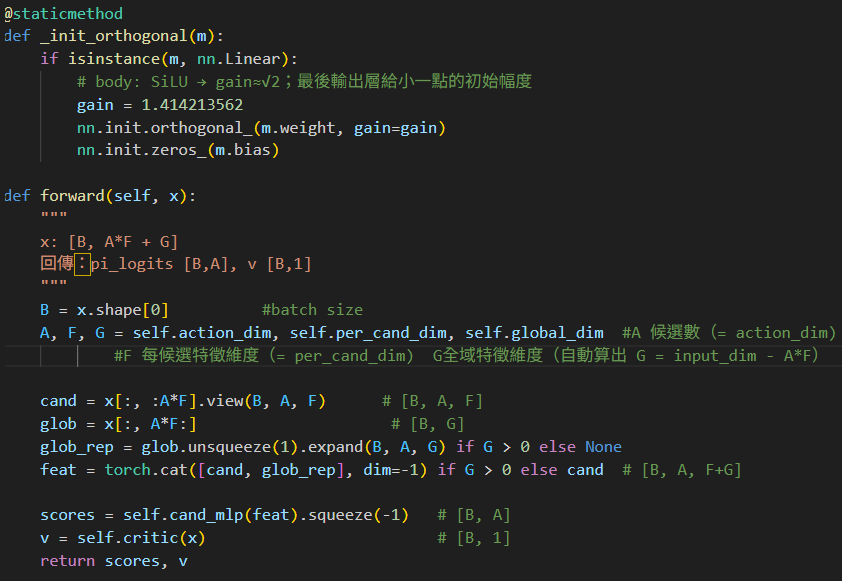 @staticmethod
def _init_orthogonal(m):
    if isinstance(m, nn.Linear):
        # body: SiLU → gain≈√2；最後輸出層給小一點的初始幅度
        gain = 1.414213562
        nn.init.orthogonal_(m.weight, gain=gain)
        nn.init.zeros_(m.bias)

def forward(self, x):
    """
    x: [B, A*F + G]
    回傳：pi_logits [B,A], v [B,1]
    """
    B = x.shape[0]          #batch size
    A, F, G = self.action_dim, self.per_cand_dim, self.global_dim  #A 候選數（= action_dim)
            #F 每候選特徵維度（= per_cand_dim)  G全域特徵維度（自動算出 G = input_dim - A*F）

    cand = x[:, :A*F].view(B, A, F)      # [B, A, F]
    glob = x[:, A*F:]                     # [B, G]
    glob_rep = glob.unsqueeze(1).expand(B, A, G) if G > 0 else None
    feat = torch.cat([cand, glob_rep], dim=-1) if G > 0 else cand  # [B, A, F+G]

    scores = self.cand_mlp(feat).squeeze(-1)   # [B, A]
    v = self.critic(x)                         # [B, 1]
    return scores, v